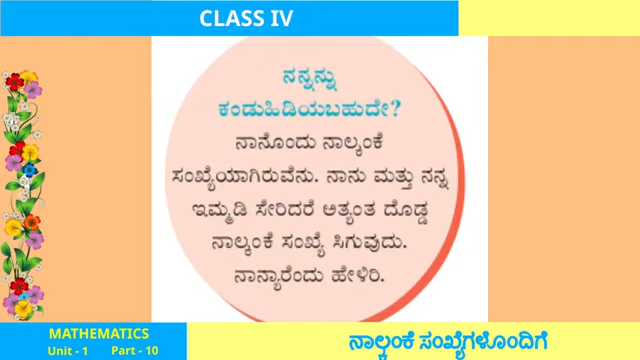 CLASS IV
ನನ್ನನ್ನು
ಕಂಡುಹಿಡಿಯಬಹುದೇ?
ನಾನೊಂದು ನಾಲ್ಕಂಕೆ
ಸಂಖ್ಯೆಯಾಗಿರುವೆನು. ನಾನು ಮತ್ತು ನನ್ನ
ಇಮ್ಮಡಿ ಸೇರಿದರೆ ಅತ್ಯಂತ ದೊಡ್ಡ
ನಾಲ್ಕಂಕೆ ಸಂಖ್ಯೆ ಸಿಗುವುದು.
ನಾನ್ಯಾರೆಂದು ಹೇಳಿರಿ.
MATHEMATICS
Unit - 1 Part - 10
ನಾಲ್ಕಂಕೆ ಸಂಖ್ಯೆಗಳೊಂದಿಗೆ